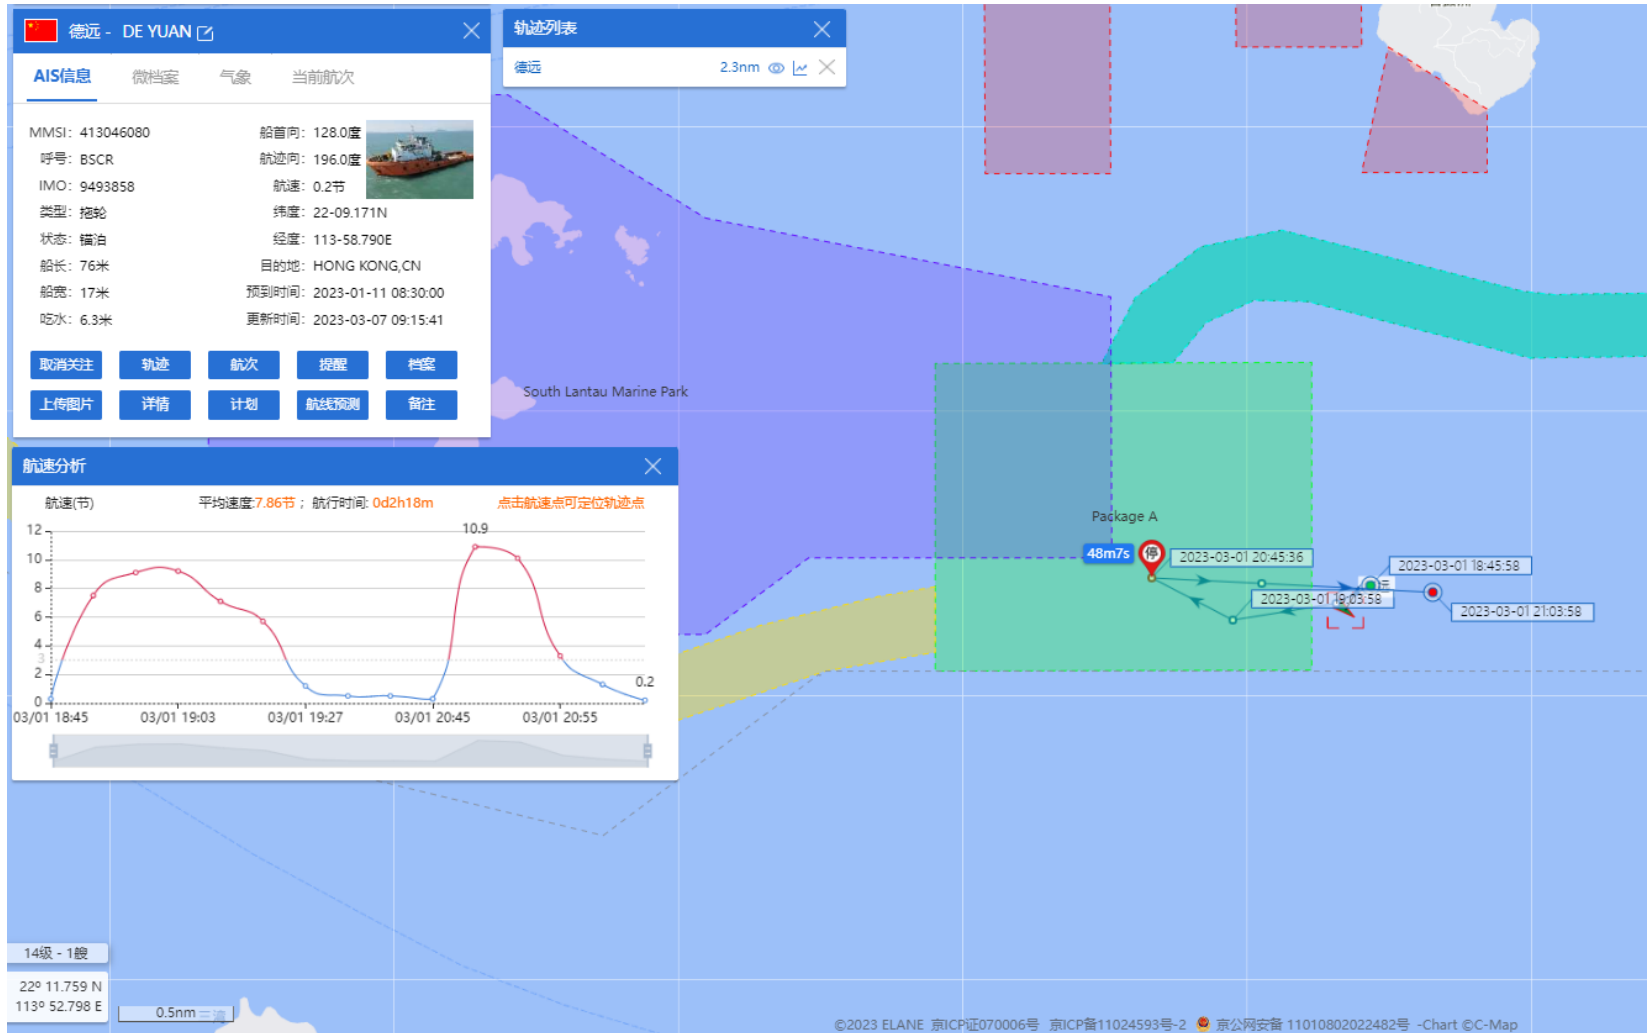 德远 - DE YUAN
AIS信息 微档案 气象 当前航次
MMSI: 413046080 船首向: 128.0度
呼号: BSCR 航迹向: 196.0度
IMO: 9493858 航速: 0.2节
类型: 拖轮 纬度: 22-09.171N
状态: 锚泊 经度: 113-58.790E
船长: 76米 目的地: HONG KONG,CN
船宽: 17米 预到时间: 2023-01-11 08:30:00
吃水: 6.3米 更新时间: 2023-03-07 09:15:41
取消关注 轨迹 航次 提醒 档案
上传图片 详情 计划 航线预测 备注
轨迹列表
德远 2.3nm
South Lantau Marine Park
航速分析
航速(节) 平均速度:7.86节 ; 航行时间: 0d2h18m 点击航速点可定位轨迹点
12
10
8
6
4
3
2
0
10.9
0.2
03/01 18:45 03/01 19:03 03/01 19:27 03/01 20:45 03/01 20:55
Package A
48m7s 停 2023-03-01 20:45:36
2023-03-01 18:45:58
2023-03-01 19:03:58
2023-03-01 21:03:58
14级 - 1艘
22º 11.759 N
113º 52.798 E
0.5nm
©2023 ELANE 京ICP证070006号 京ICP备11024593号-2 京公网安备 11010802022482号 -Chart ©C-Map